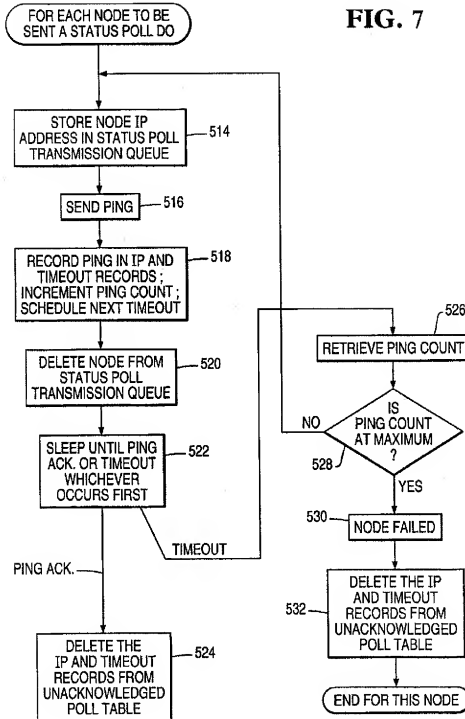 FIG. 7
FOR EACH NODE TO BE
SENT A STATUS POLL DO
STORE NODE IP
ADDRESS IN STATUS POLL
TRANSMISSION QUEUE
514
SEND PING
516
RECORD PING IN IP AND
TIMEOUT RECORDS ;
INCREMENT PING COUNT ;
SCHEDULE NEXT TIMEOUT
518
DELETE NODE FROM
STATUS POLL
TRANSMISSION QUEUE
520
SLEEP UNTIL PING
ACK. OR TIMEOUT
WHICHEVER
OCCURS FIRST
522
TIMEOUT
PING ACK.
DELETE THE
IP AND TIMEOUT
RECORDS FROM
UNACKNOWLEDGED
POLL TABLE
524
526
RETRIEVE PING COUNT
IS
PING COUNT
AT MAXIMUM
?
528
NO
YES
530
NODE FAILED
DELETE THE IP
AND TIMEOUT
RECORDS FROM
UNACKNOWLEDGED
POLL TABLE
532
END FOR THIS NODE